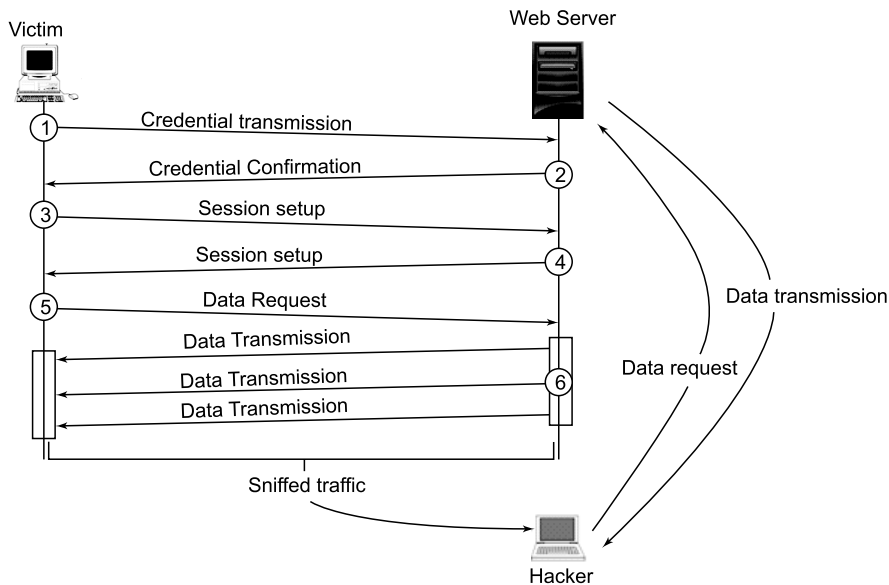 Web Server
Victim
1
Credential transmission
Credential Confirmation
2
3
Session setup
Session setup
4
5
Data Request
Data transmission
Data Transmission
Data request
Data Transmission
6
Data Transmission
Sniffed traffic
Hacker